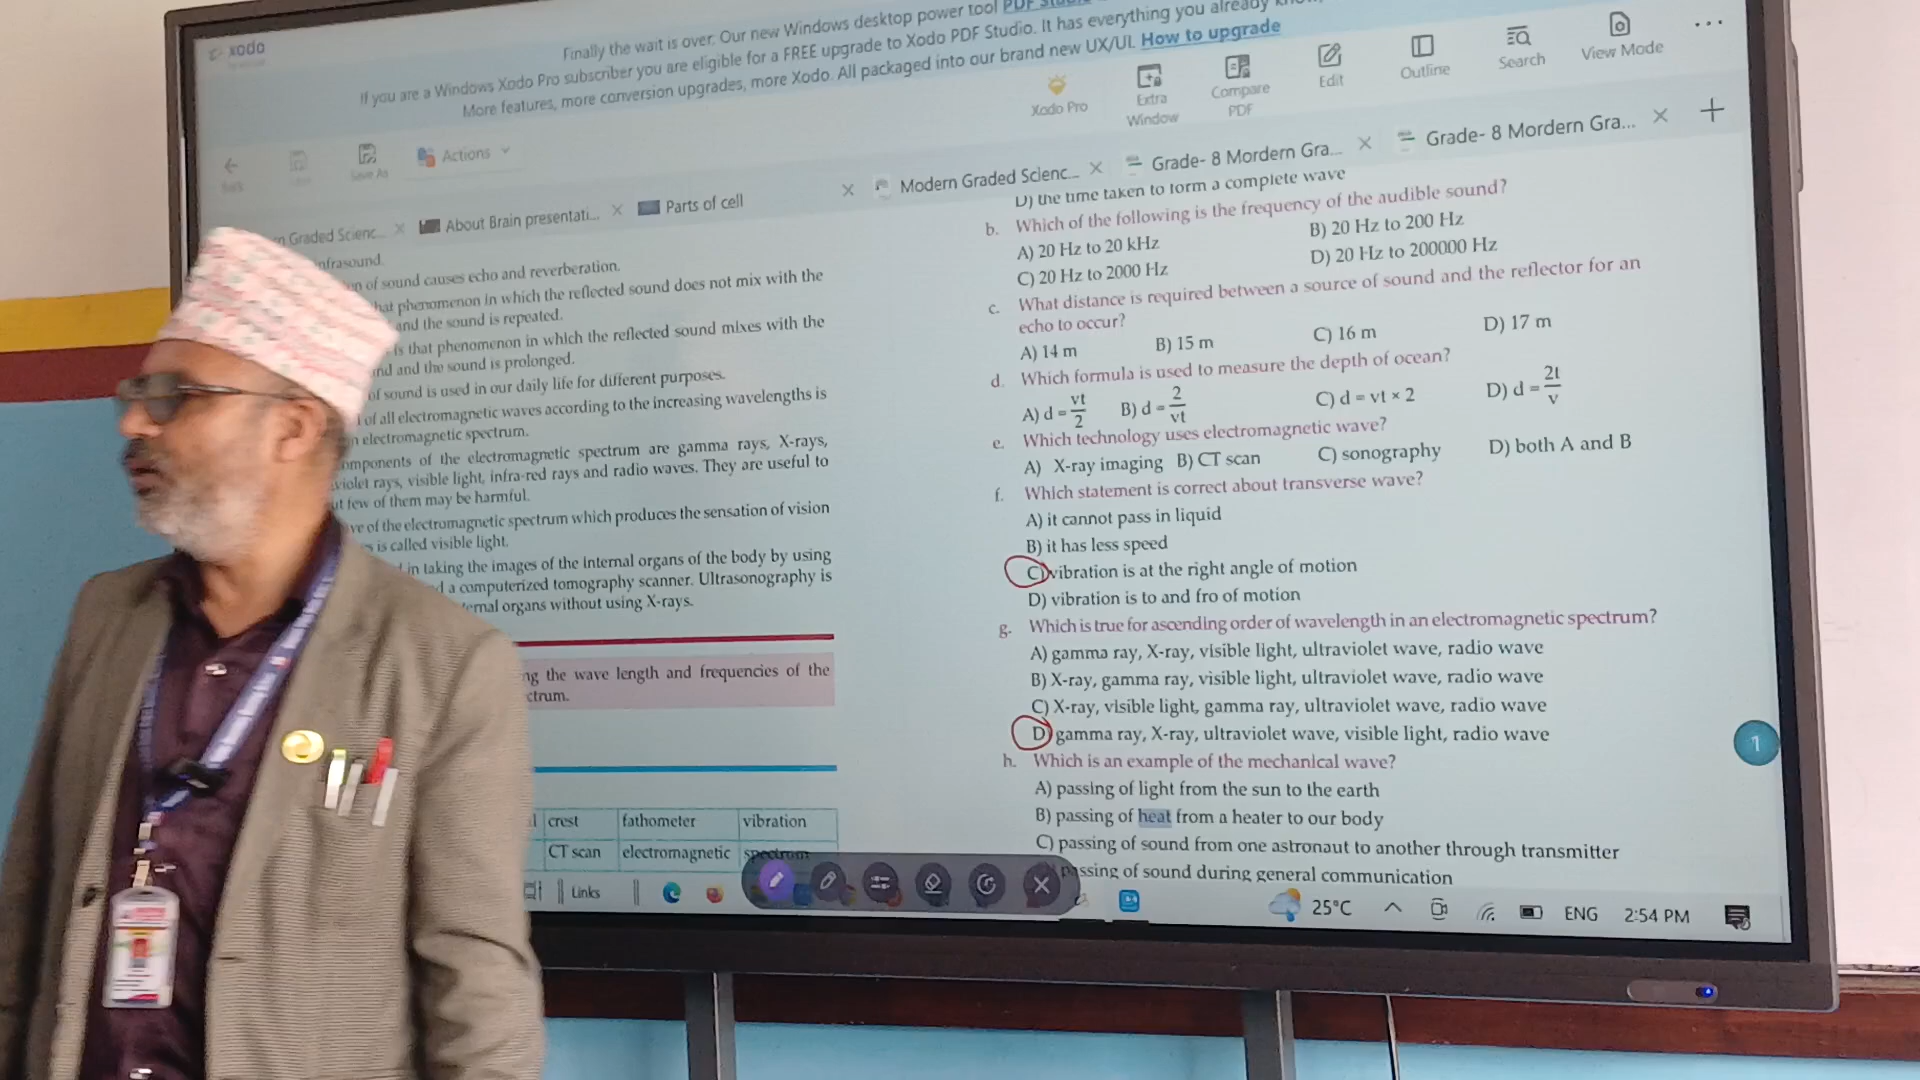 xodo
Finally the wait is over. Our new Windows desktop power tool PDF
If you are a Windows Xodo Pro subscriber you are eligible for a FREE upgrade to Xodo PDF Studio. It has everything you already
More features, more conversion upgrades, more Xodo. All packaged into our brand new UX/UI. How to upgrade
Save As
Actions
Xodo Pro
Extra Window
Compare PDF
Edit
Outline
Search
View Mode
Graded Scienc...
About Brain presentati...
Parts of cell
Modern Graded Scienc...
Grade- 8 Mordern Gra...
Grade- 8 Mordern Gra...
nfrasound.
of sound causes echo and reverberation.
hat phenomenon in which the reflected sound does not mix with the
and the sound is repeated.
is that phenomenon in which the reflected sound mixes with the
nd and the sound is prolonged.
of sound is used in our daily life for different purposes.
of all electromagnetic waves according to the increasing wavelengths is
n electromagnetic spectrum.
omponents of the electromagnetic spectrum are gamma rays, X-rays,
violet rays, visible light, infra-red rays and radio waves. They are useful to
ut few of them may be harmful.
ve of the electromagnetic spectrum which produces the sensation of vision
is called visible light.
in taking the images of the internal organs of the body by using
d a computerized tomography scanner. Ultrasonography is
ernal organs without using X-rays.
ng the wave length and frequencies of the
ctrum.
crest fathometer vibration
CT scan electromagnetic spectrum
D) the time taken to form a complete wave
b. Which of the following is the frequency of the audible sound?
A) 20 Hz to 20 kHz B) 20 Hz to 200 Hz
C) 20 Hz to 2000 Hz D) 20 Hz to 200000 Hz
c. What distance is required between a source of sound and the reflector for an
echo to occur?
A) 14 m B) 15 m C) 16 m D) 17 m
d. Which formula is used to measure the depth of ocean?
A) d = vt/2 B) d = 2/vt C) d = vt × 2 D) d = 2t/v
e. Which technology uses electromagnetic wave?
A) X-ray imaging B) CT scan C) sonography D) both A and B
f. Which statement is correct about transverse wave?
A) it cannot pass in liquid
B) it has less speed
C) vibration is at the right angle of motion
D) vibration is to and fro of motion
g. Which is true for ascending order of wavelength in an electromagnetic spectrum?
A) gamma ray, X-ray, visible light, ultraviolet wave, radio wave
B) X-ray, gamma ray, visible light, ultraviolet wave, radio wave
C) X-ray, visible light, gamma ray, ultraviolet wave, radio wave
D) gamma ray, X-ray, ultraviolet wave, visible light, radio wave
h. Which is an example of the mechanical wave?
A) passing of light from the sun to the earth
B) passing of heat from a heater to our body
C) passing of sound from one astronaut to another through transmitter
passing of sound during general communication
1
Links
25°C
ENG
2:54 PM